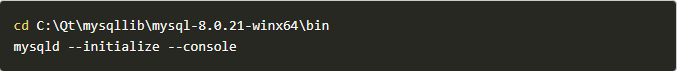 cd C:\Qt\mysqllib\mysql-8.0.21-winx64\bin
mysqld --initialize --console